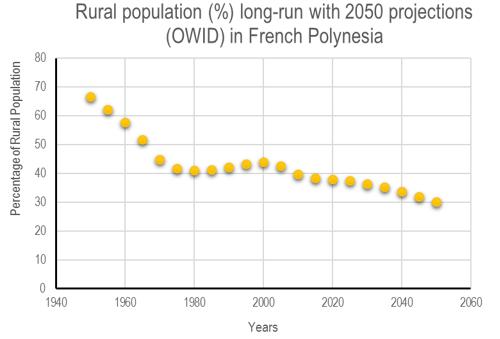 Rural population (%) long-run with 2050 projections
(OWID) in French Polynesia
80
70
60
50
40
30
20
10
0
Percentage of Rural Population
1940 1960 1980 2000 2020 2040 2060
Years